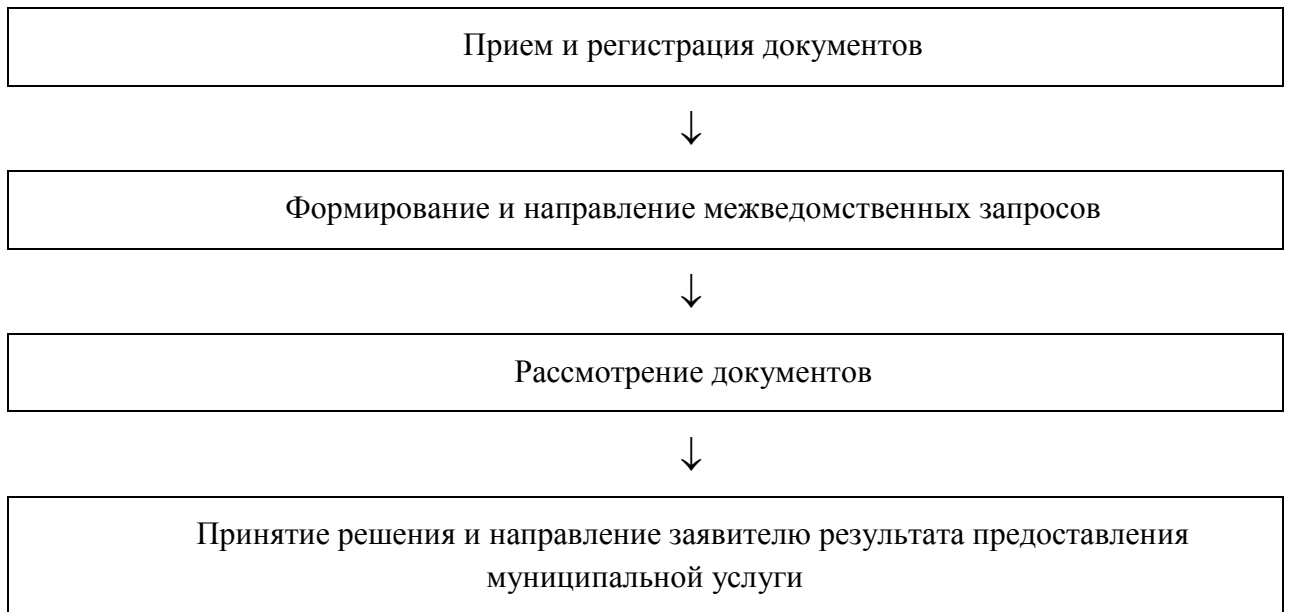 Прием и регистрация документов
↓
Формирование и направление межведомственных запросов
↓
Рассмотрение документов
↓
Принятие решения и направление заявителю результата предоставления
муниципальной услуги